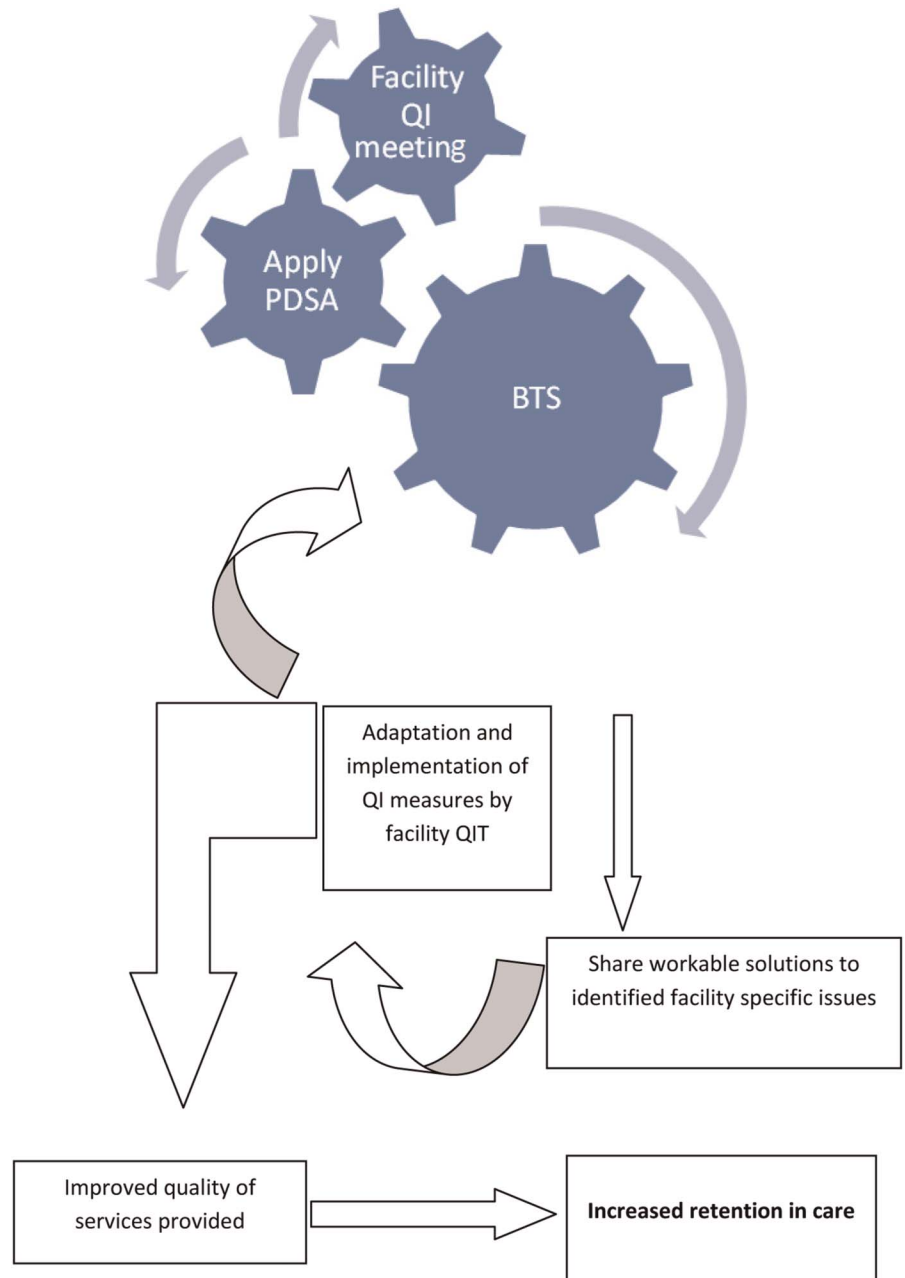 Facility
QI
meeting
Apply
PDSA
BTS
Adaptation and
implementation of
QI measures by
facility QIT
Share workable solutions to
identified facility specific issues
Improved quality of
services provided
Increased retention in care